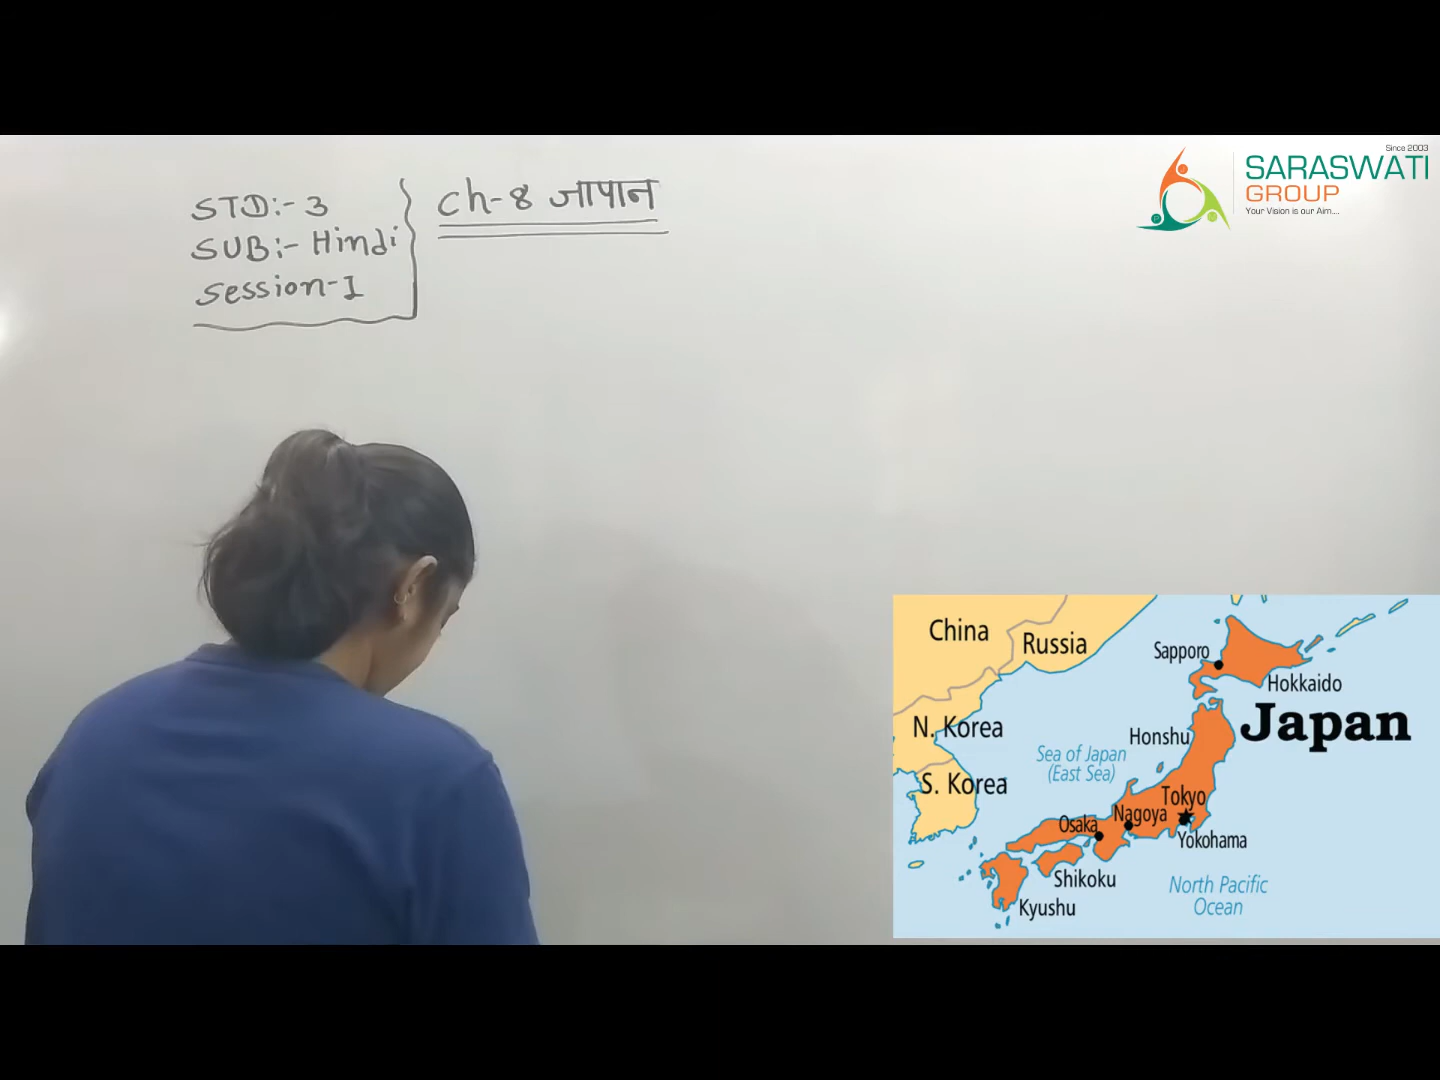 Since 2003
SARASWATI
GROUP
Your Vision is our Aim....
STD:- 3
SUB:- Hindi
Session-I
Ch-8 जापान
China
Russia
Sapporo
Hokkaido
Japan
N. Korea
Honshu
Sea of Japan
(East Sea)
S. Korea
Tokyo
Nagoya
Osaka
Yokohama
Shikoku
North Pacific
Ocean
Kyushu